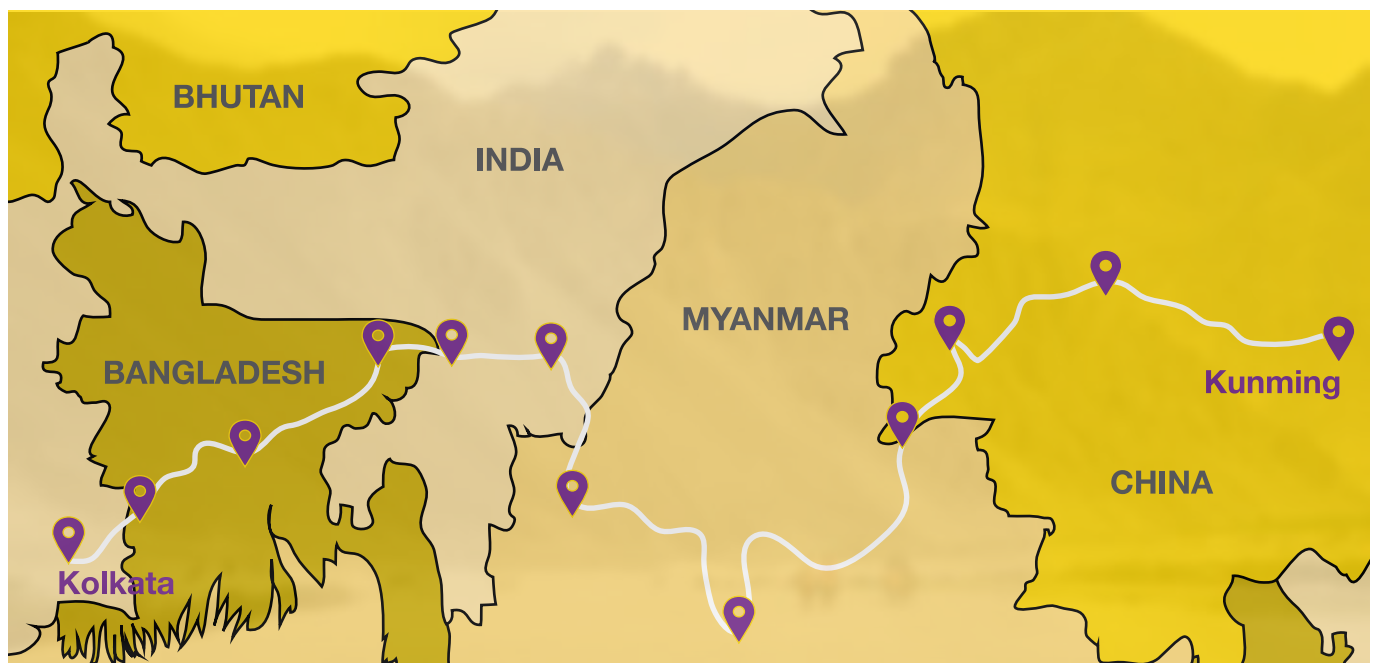 BHUTAN
INDIA
MYANMAR
BANGLADESH
Kunming
CHINA
Kolkata